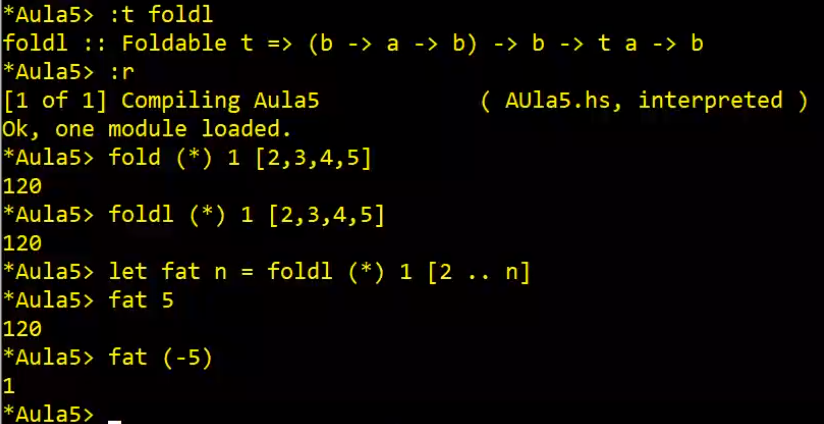 *Aula5> :t foldl
foldl :: Foldable t => (b -> a -> b) -> b -> t a -> b
*Aula5> :r
[1 of 1] Compiling Aula5            ( AUla5.hs, interpreted )
Ok, one module loaded.
*Aula5> fold (*) 1 [2,3,4,5]
120
*Aula5> foldl (*) 1 [2,3,4,5]
120
*Aula5> let fat n = foldl (*) 1 [2 .. n]
*Aula5> fat 5
120
*Aula5> fat (-5)
1
*Aula5>